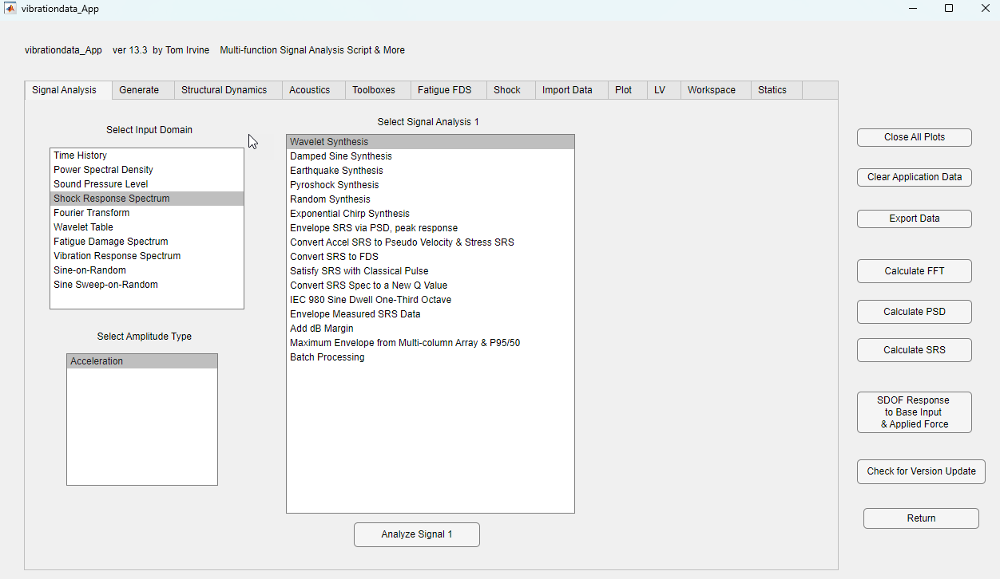 vibrationdata_App
vibrationdata_App ver 13.3 by Tom Irvine Multi-function Signal Analysis Script & More
Signal Analysis Generate Structural Dynamics Acoustics Toolboxes Fatigue FDS Shock Import Data Plot LV Workspace Statics
Select Input Domain
Time History
Power Spectral Density
Sound Pressure Level
Shock Response Spectrum
Fourier Transform
Wavelet Table
Fatigue Damage Spectrum
Vibration Response Spectrum
Sine-on-Random
Sine Sweep-on-Random
Select Amplitude Type
Acceleration
Select Signal Analysis 1
Wavelet Synthesis
Damped Sine Synthesis
Earthquake Synthesis
Pyroshock Synthesis
Random Synthesis
Exponential Chirp Synthesis
Envelope SRS via PSD, peak response
Convert Accel SRS to Pseudo Velocity & Stress SRS
Convert SRS to FDS
Satisfy SRS with Classical Pulse
Convert SRS Spec to a New Q Value
IEC 980 Sine Dwell One-Third Octave
Envelope Measured SRS Data
Add dB Margin
Maximum Envelope from Multi-column Array & P95/50
Batch Processing
Analyze Signal 1
Close All Plots
Clear Application Data
Export Data
Calculate FFT
Calculate PSD
Calculate SRS
SDOF Response
to Base Input
& Applied Force
Check for Version Update
Return